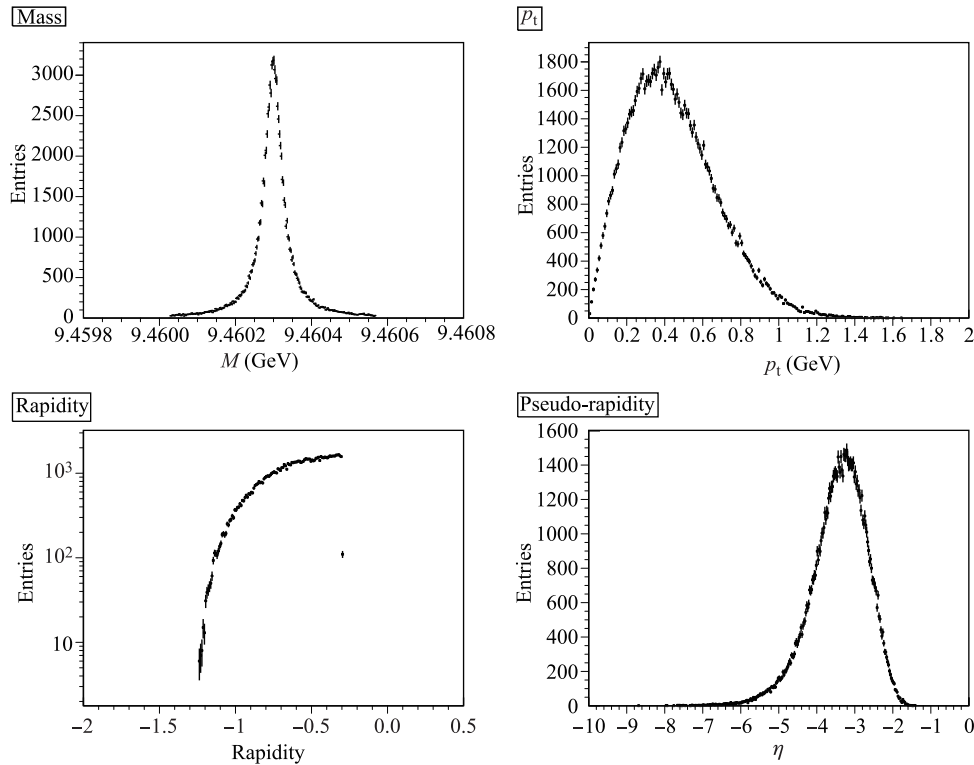 Mass
Entries
3000
2500
2000
1500
1000
500
0
9.4598 9.4600 9.4602 9.4604 9.4606 9.4608
M (GeV)
pt
Entries
1800
1600
1400
1200
1000
800
600
400
200
0
0 0.2 0.4 0.6 0.8 1 1.2 1.4 1.6 1.8 2
pt (GeV)
Rapidity
Entries
10³
10²
10
−2 −1.5 −1 −0.5 0 0.5
Rapidity
Pseudo-rapidity
Entries
1600
1400
1200
1000
800
600
400
200
0
−10 −9 −8 −7 −6 −5 −4 −3 −2 −1 0
η